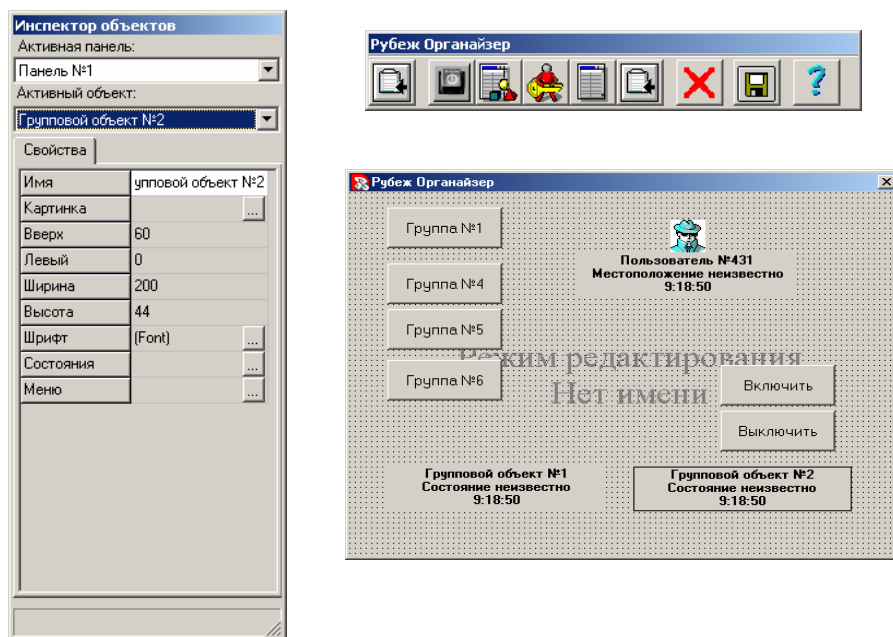 Инспектор объектов
Активная панель:
Панель №1
Активный объект:
Групповой объект №2
Свойства
Имя упповой объект №2
Картинка ...
Вверх 60
Левый 0
Ширина 200
Высота 44
Шрифт (Font) ...
Состояния ...
Меню ...
Рубеж Органайзер
Рубеж Органайзер
Группа №1
Группа №4
Группа №5
Группа №6
Пользователь №431
Местоположение неизвестно
9:18:50
Режим редактирования
Нет имени
Включить
Выключить
Групповой объект №1
Состояние неизвестно
9:18:50
Групповой объект №2
Состояние неизвестно
9:18:50